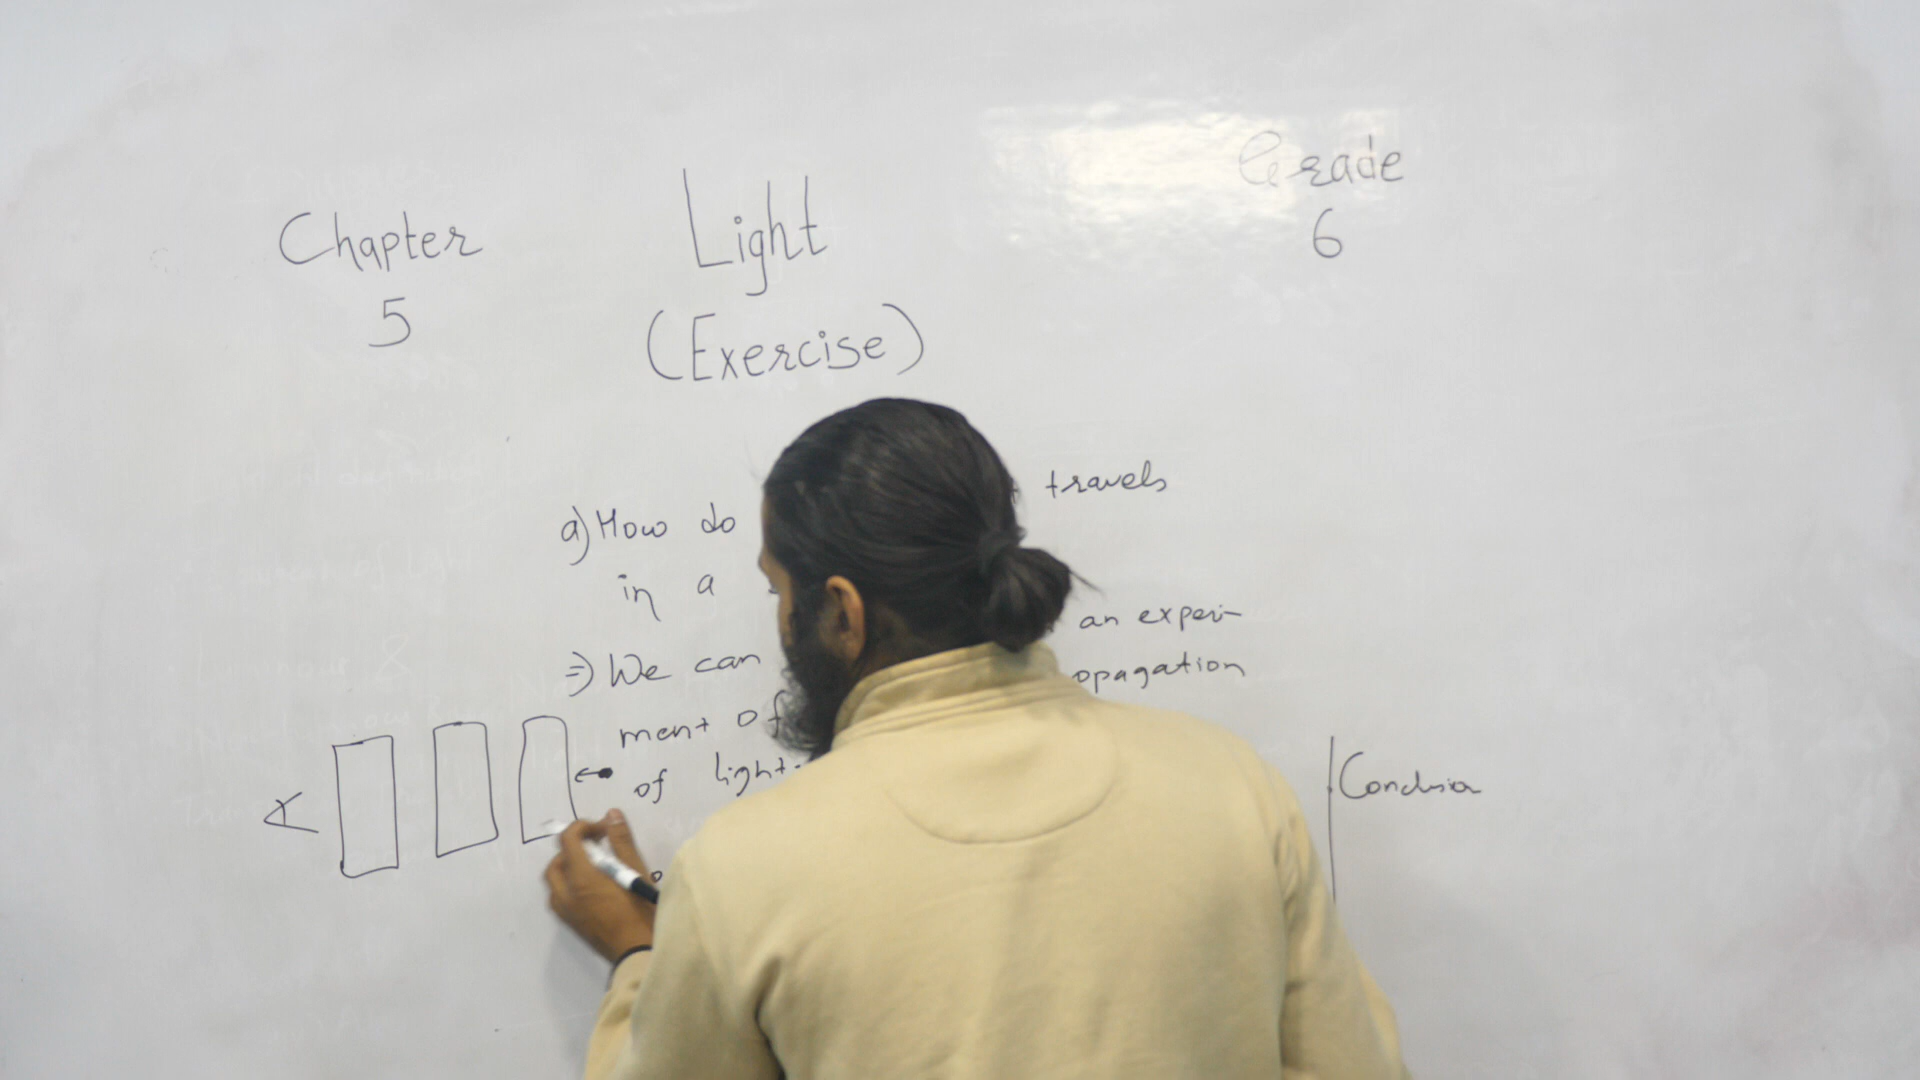 Chapter
5
Light
(Exercise)
Grade
6
a) How do travels
in a
=) We can an experi-
ment of opagation
of light.
Conclusion